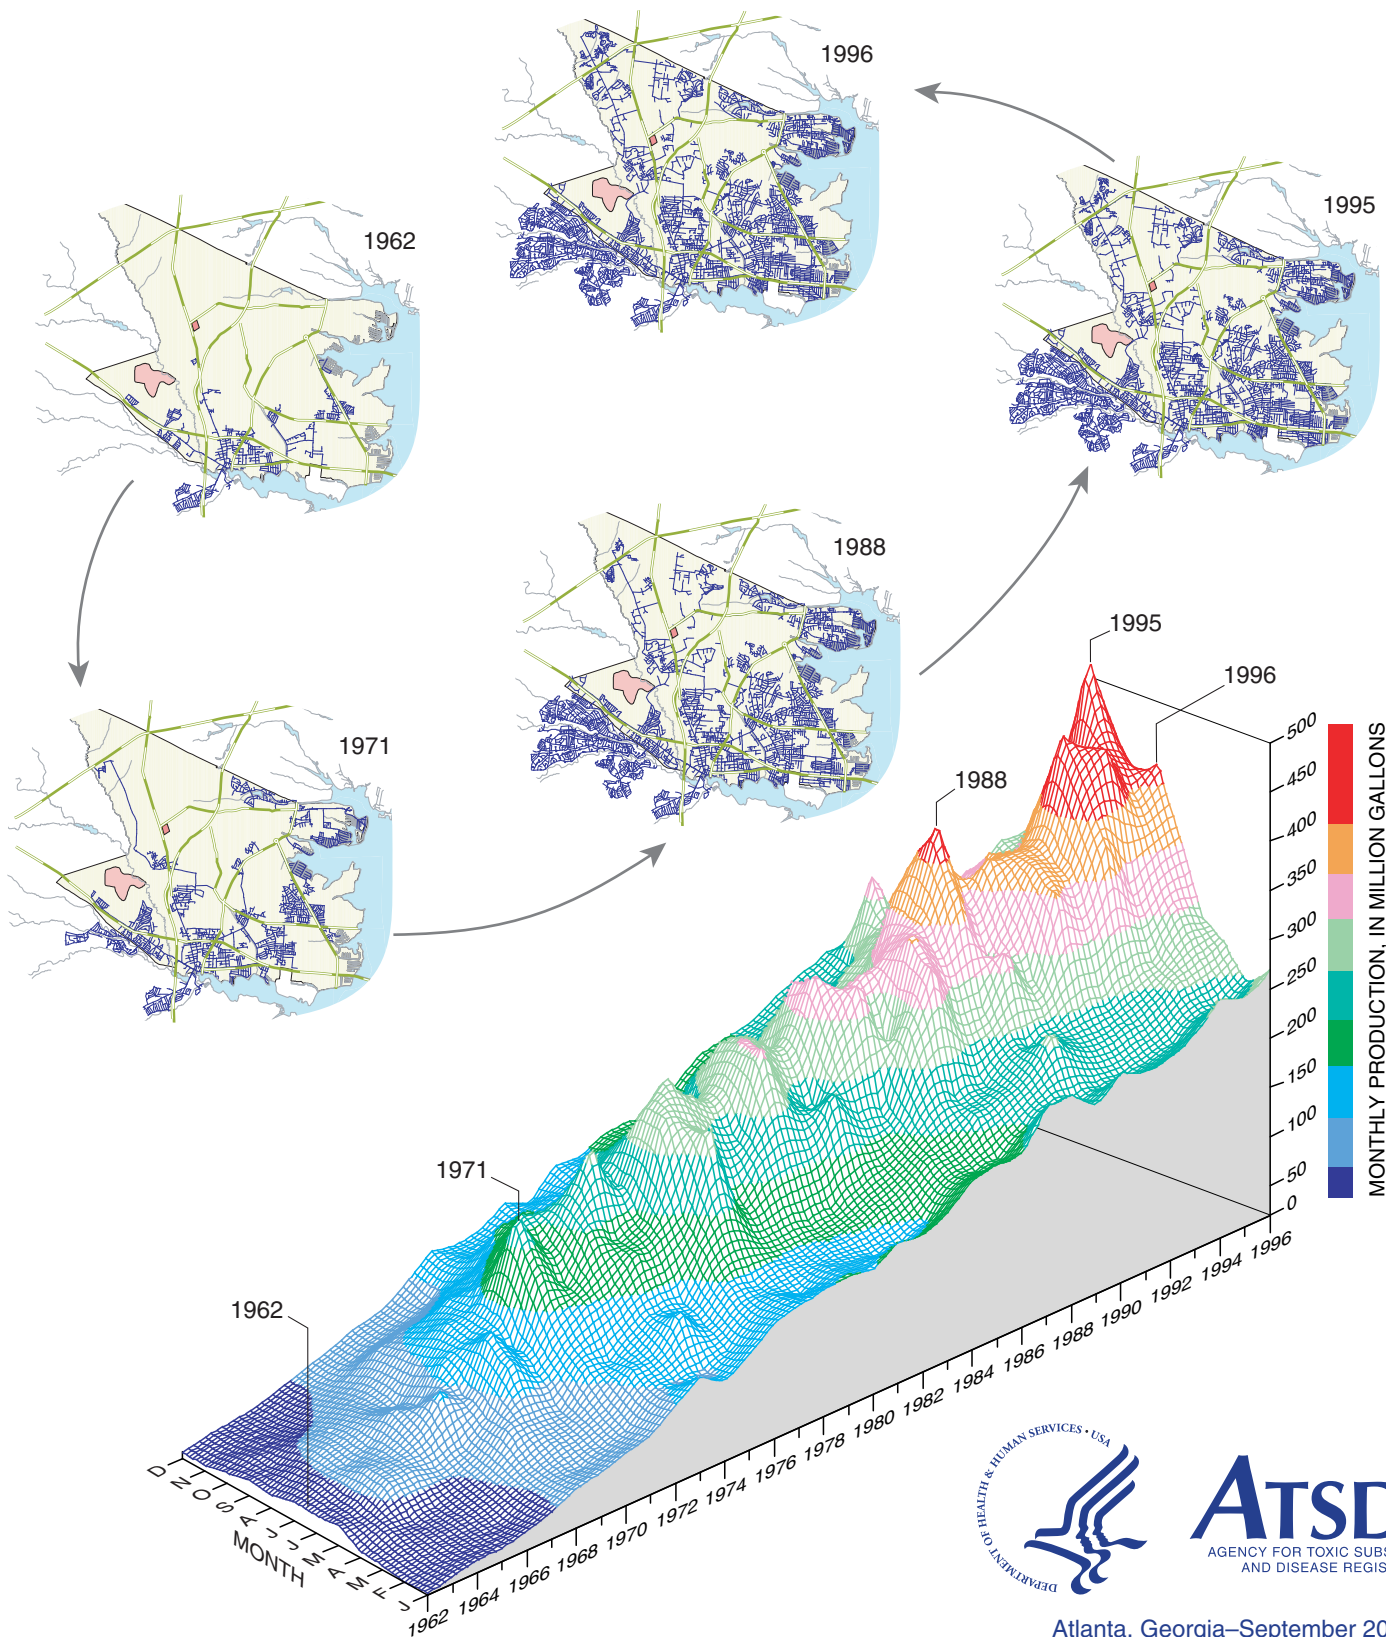 1996
1995
1962
1988
1971
1995
1996
1988
1971
1962
500
450
400
350
300
250
200
150
100
50
0
MONTHLY PRODUCTION, IN MILLION GALLONS
D N O S A J J M A M F J
MONTH
1962 1964 1966 1968 1970 1972 1974 1976 1978 1980 1982 1984 1986 1988 1990 1992 1994 1996
DEPARTMENT OF HEALTH & HUMAN SERVICES • USA
ATSD
AGENCY FOR TOXIC SUBS
AND DISEASE REGIS
Atlanta, Georgia–September 20